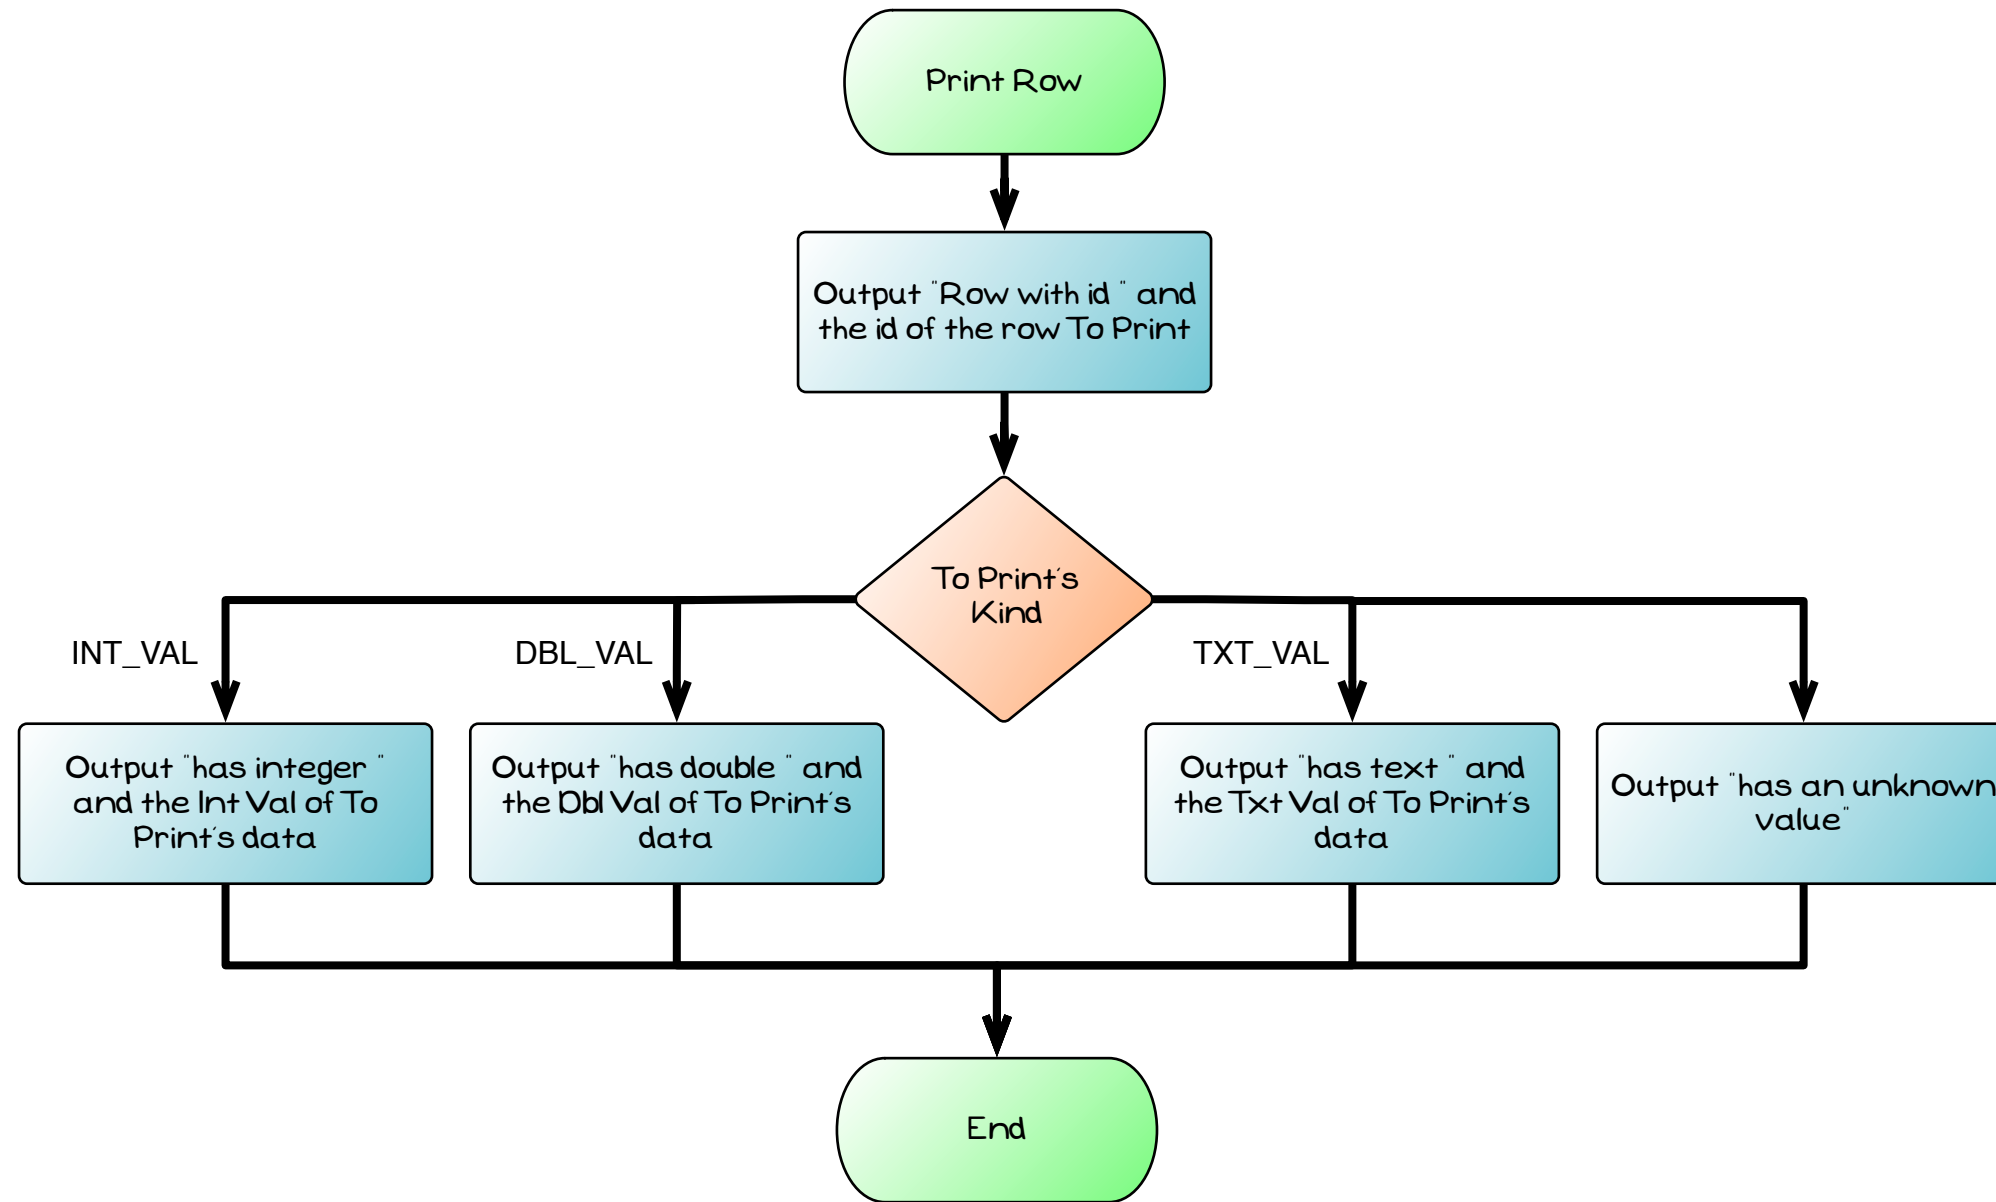 Print Row
Output "Row with id " and
the id of the row To Print
To Print's
Kind
INT_VAL
DBL_VAL
TXT_VAL
Output "has integer "
and the Int Val of To
Print's data
Output "has double " and
the Dbl Val of To Print's
data
Output "has text " and
the Txt Val of To Print's
data
Output "has an unknown
value"
End